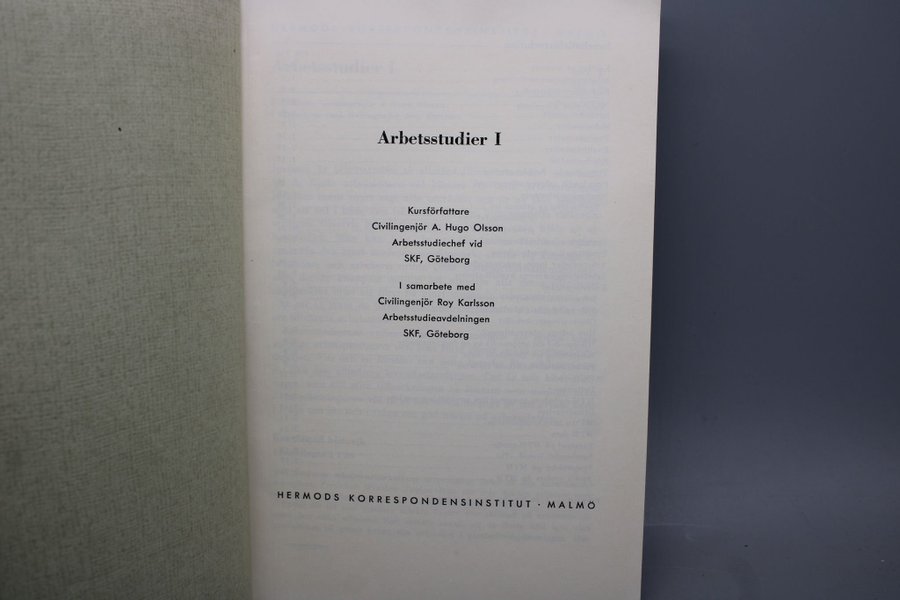 Arbetsstudier I
Kursförfattare
Civilingenjör A. Hugo Olsson
Arbetsstudiechef vid
SKF, Göteborg
I samarbete med
Civilingenjör Roy Karlsson
Arbetsstudieavdelningen
SKF, Göteborg
HERMODS KORRESPONDENSINSTITUT · MALMÖ